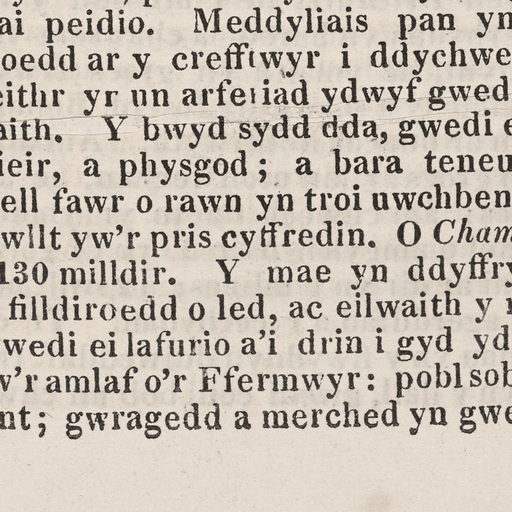 ai peidio. Meddyliais pan yn
oedd ar y crefftwyr i ddychwe
eithr yr un arfeiiad ydwyf gwed
aith. Y bwyd sydd dda, gwedi e
ieir, a physgod; a bara teneu
ell fawr o rawn yn troi uwchben
wllt yw'r pris cyffredin. O Cham
130 milldir. Y mae yn ddyffry
filldiroedd o led, ac eilwaith y
wedi ei lafurio a'i drin i gyd yd
w'r amlaf o'r Ffermwyr: pobl sob
nt; gwragedd a merched yn gwe